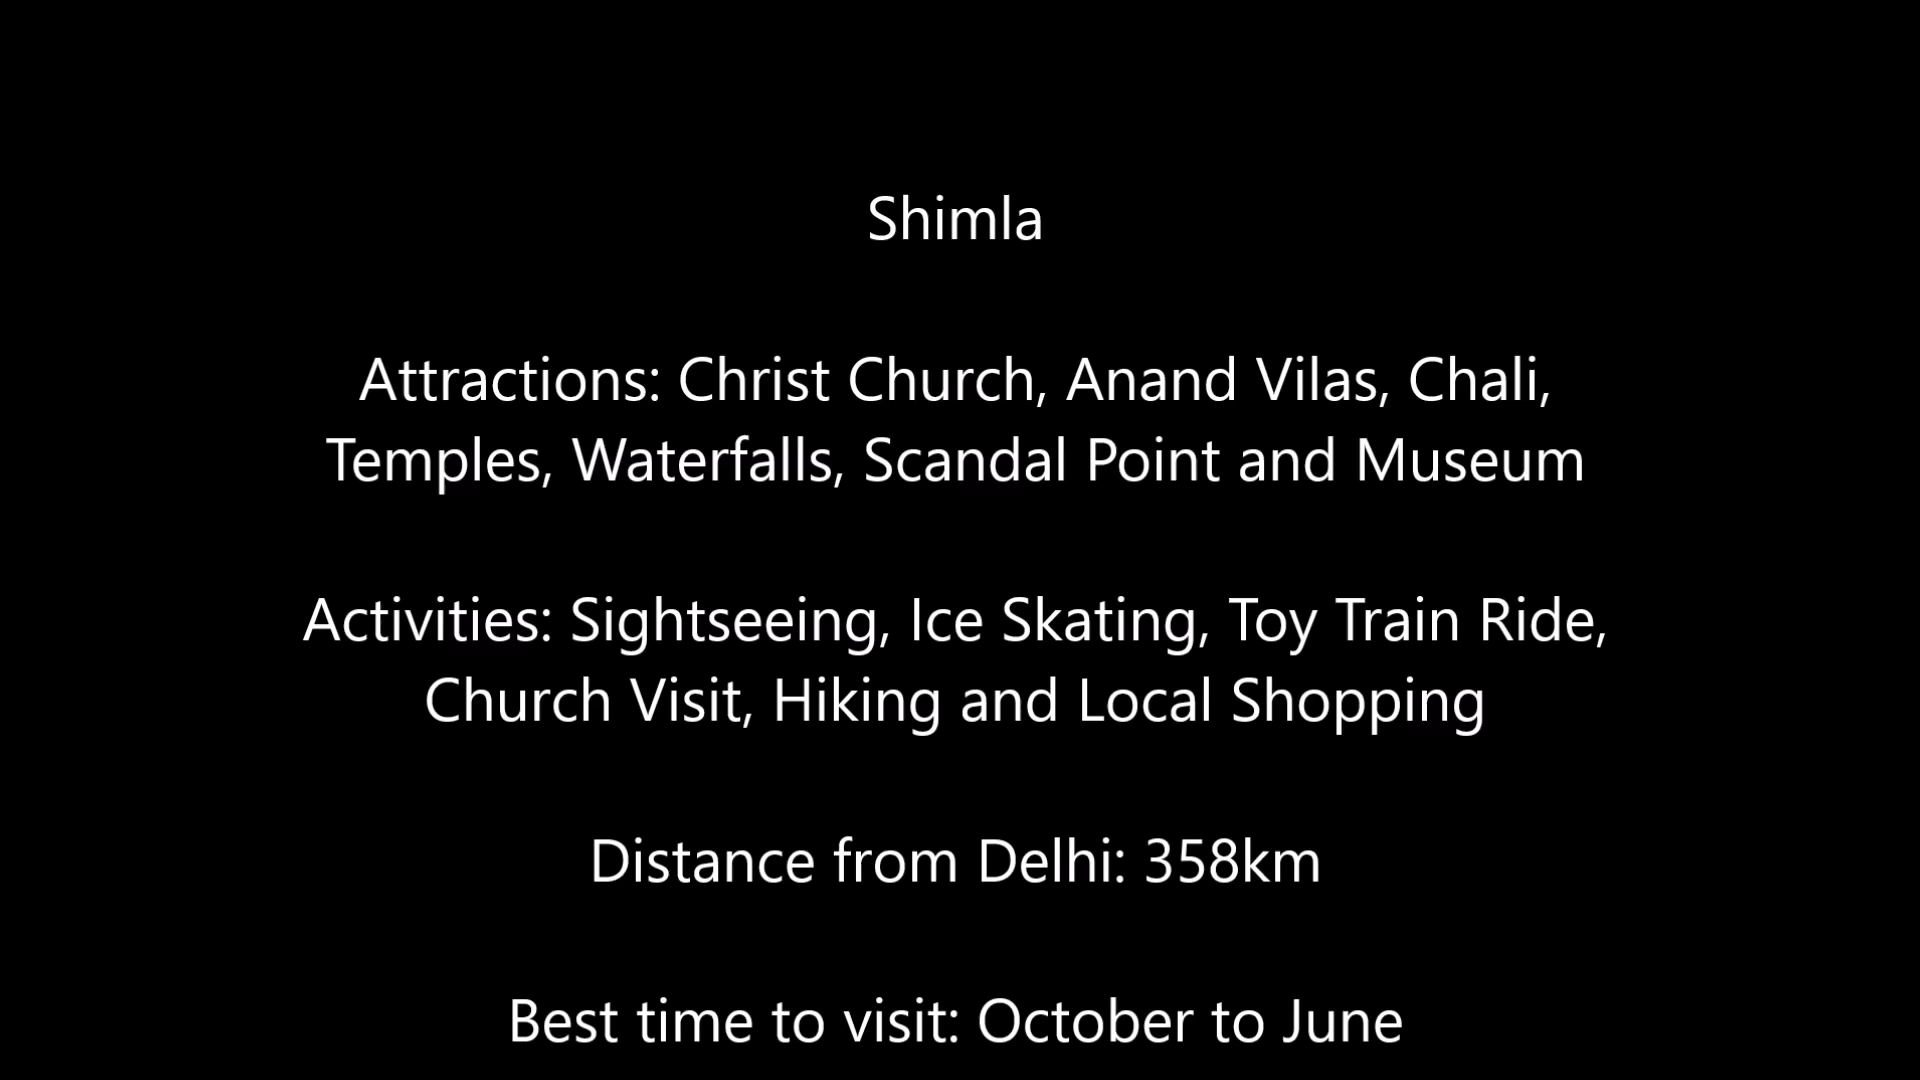 Shimla
Attractions: Christ Church, Anand Vilas, Chali,
Temples, Waterfalls, Scandal Point and Museum
Activities: Sightseeing, Ice Skating, Toy Train Ride,
Church Visit, Hiking and Local Shopping
Distance from Delhi: 358km
Best time to visit: October to June